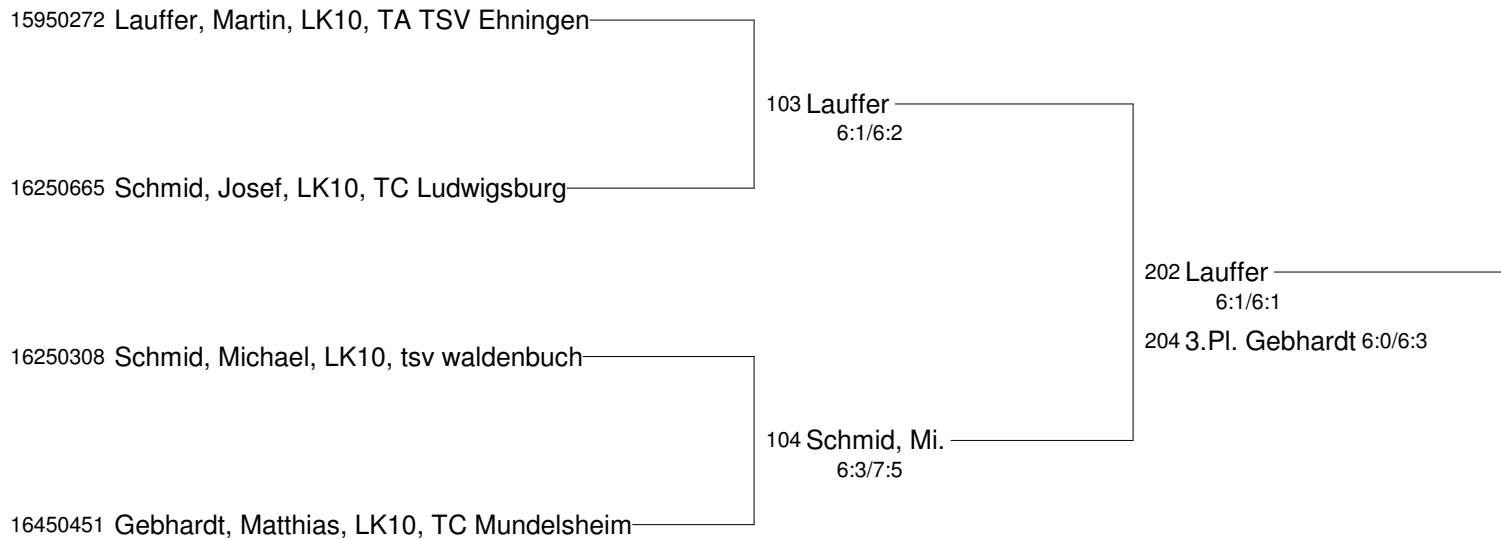 15950272 Lauffer, Martin, LK10, TA TSV Ehningen
103 Lauffer
6:1/6:2
16250665 Schmid, Josef, LK10, TC Ludwigsburg
202 Lauffer
6:1/6:1
204 3.Pl. Gebhardt 6:0/6:3
16250308 Schmid, Michael, LK10, tsv waldenbuch
104 Schmid, Mi.
6:3/7:5
16450451 Gebhardt, Matthias, LK10, TC Mundelsheim